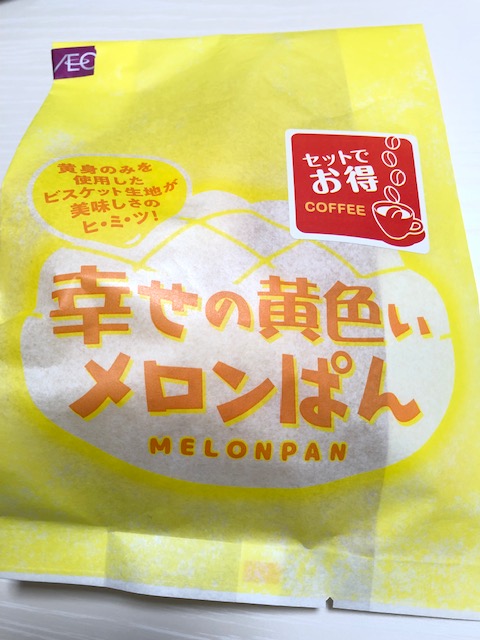 ÆEO
黄身のみを
使用した
ビスケット生地が
美味しさの
ヒ・ミ・ツ!
セットで
お得
COFFEE
幸せの黄色い
メロンぱん
MELONPAN